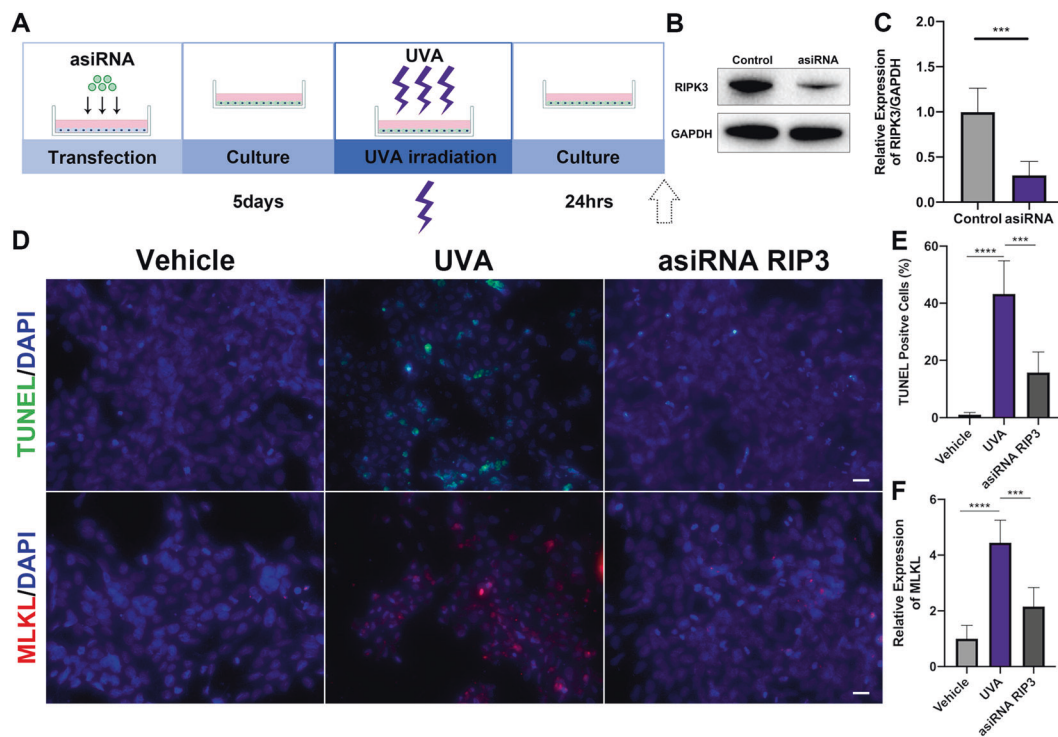 A
asiRNA
UVA
Transfection
Culture
UVA irradiation
Culture
5days
24hrs
B
Control
asiRNA
RIPK3
GAPDH
C
Relative Expression
of RIPK3/GAPDH
2.0
1.5
1.0
0.5
0.0
***
Control
asiRNA
D
Vehicle
UVA
asiRNA RIP3
TUNEL/DAPI
MLKL/DAPI
E
TUNEL Positve Cells (%)
60
40
20
0
****
***
Vehicle
UVA
asiRNA RIP3
F
Relative Expression
of MLKL
6
4
2
0
****
***
Vehicle
UVA
asiRNA RIP3